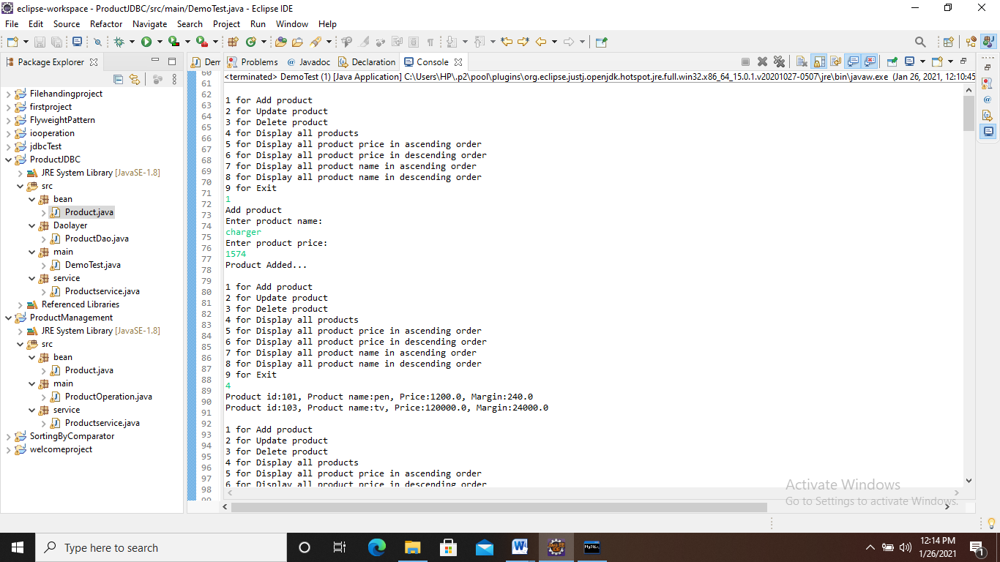 eclipse-workspace - ProductJDBC/src/main/DemoTest.java - Eclipse IDE
File Edit Source Refactor Navigate Search Project Run Window Help
Package Explorer
Filehandingproject
firstproject
FlyweightPattern
iooperation
jdbcTest
ProductJDBC
JRE System Library [JavaSE-1.8]
src
bean
Product.java
Daolayer
ProductDao.java
main
DemoTest.java
service
Productservice.java
Referenced Libraries
ProductManagement
JRE System Library [JavaSE-1.8]
src
bean
Product.java
main
ProductOperation.java
service
Productservice.java
SortingByComparator
welcomeproject
Dem
60
61
62
63
64
65
66
67
68
69
70
71
72
73
74
75
76
77
78
79
80
81
82
83
84
85
86
87
88
89
90
91
92
93
94
95
96
97
98
99
Problems @ Javadoc Declaration Console
<terminated> DemoTest (1) [Java Application] C:\Users\HP\.p2\pool\plugins\org.eclipse.justj.openjdk.hotspot.jre.full.win32.x86_64_15.0.1.v20201027-0507\jre\bin\javaw.exe (Jan 26, 2021, 12:10:45
1 for Add product
2 for Update product
3 for Delete product
4 for Display all products
5 for Display all product price in ascending order
6 for Display all product price in descending order
7 for Display all product name in ascending order
8 for Display all product name in descending order
9 for Exit
1
Add product
Enter product name:
charger
Enter product price:
1574
Product Added...
1 for Add product
2 for Update product
3 for Delete product
4 for Display all products
5 for Display all product price in ascending order
6 for Display all product price in descending order
7 for Display all product name in ascending order
8 for Display all product name in descending order
9 for Exit
4
Product id:101, Product name:pen, Price:1200.0, Margin:240.0
Product id:103, Product name:tv, Price:120000.0, Margin:24000.0
1 for Add product
2 for Update product
3 for Delete product
4 for Display all products
5 for Display all product price in ascending order
6 for Display all product price in descending order
Activate Windows
Go to Settings to activate Windows.
Type here to search
MySQL
12:14 PM
1/26/2021
1